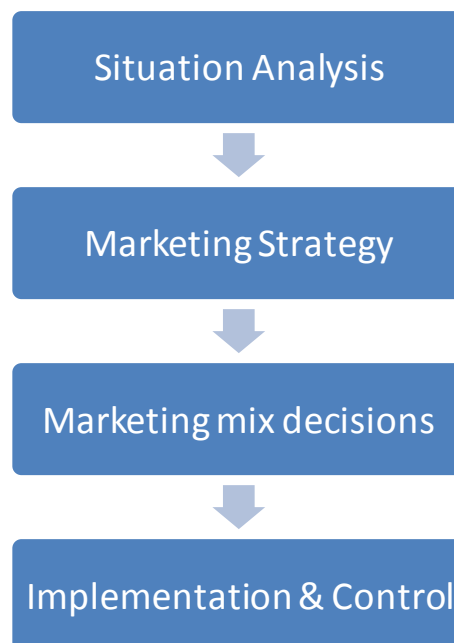 Situation Analysis
Marketing Strategy
Marketing mix decisions
Implementation & Control